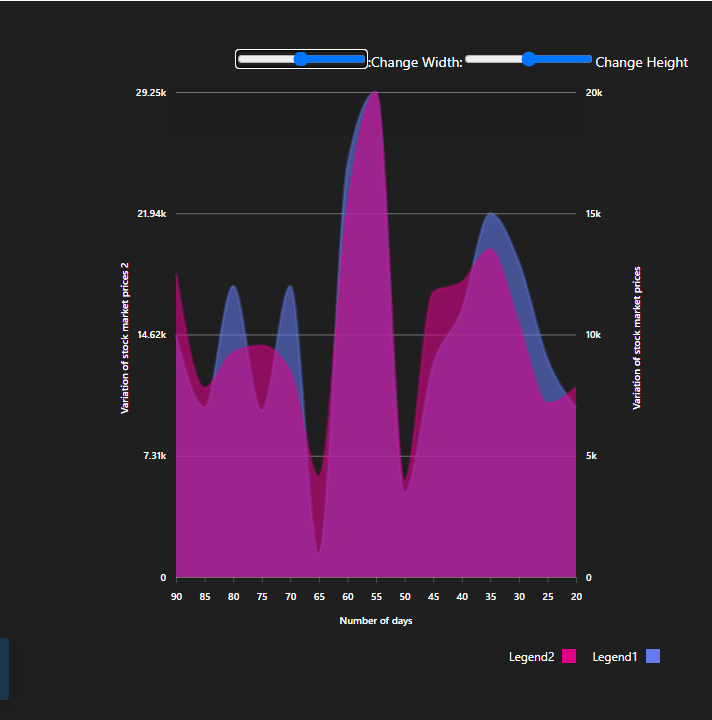 :Change Width: Change Height
29.25k
21.94k
14.62k
7.31k
0
Variation of stock market prices 2
20k
15k
10k
5k
0
Variation of stock market prices
90 85 80 75 70 65 60 55 50 45 40 35 30 25 20
Number of days
Legend2 Legend1